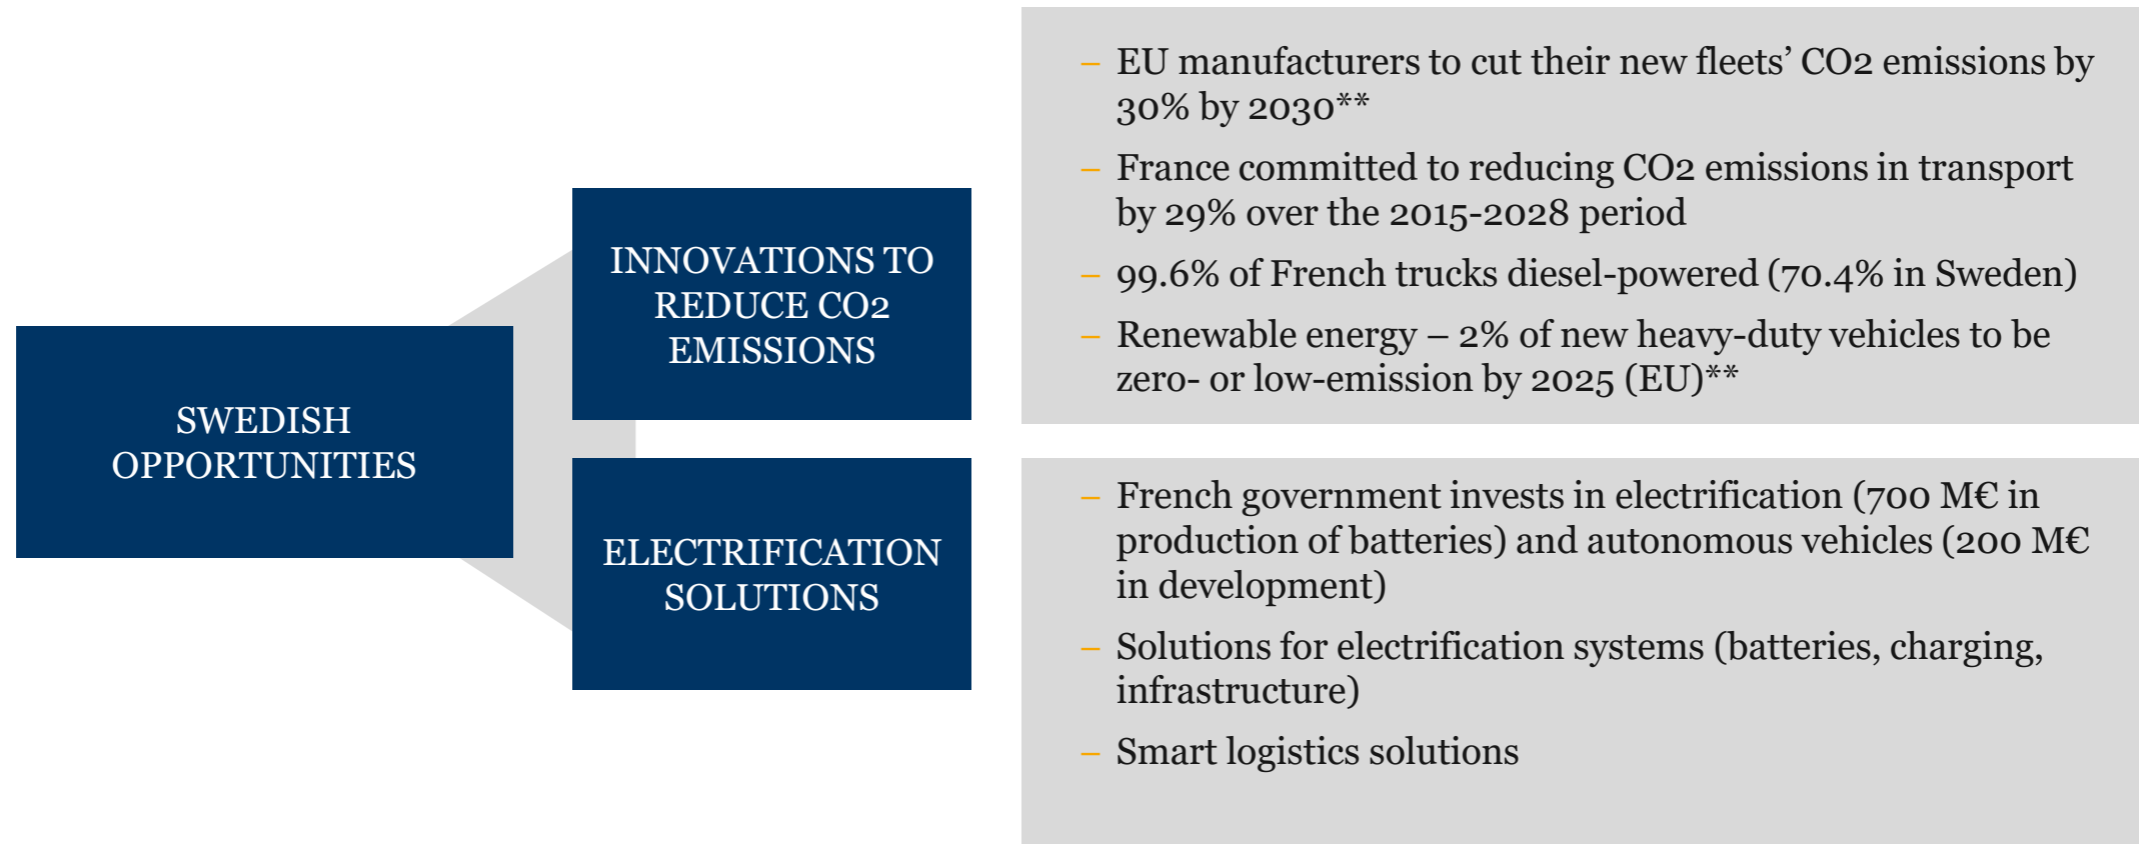 SWEDISH
OPPORTUNITIES
INNOVATIONS TO
REDUCE CO2
EMISSIONS
– EU manufacturers to cut their new fleets’ CO2 emissions by
30% by 2030**
– France committed to reducing CO2 emissions in transport
by 29% over the 2015-2028 period
– 99.6% of French trucks diesel-powered (70.4% in Sweden)
– Renewable energy – 2% of new heavy-duty vehicles to be
zero- or low-emission by 2025 (EU)**
ELECTRIFICATION
SOLUTIONS
– French government invests in electrification (700 M€ in
production of batteries) and autonomous vehicles (200 M€
in development)
– Solutions for electrification systems (batteries, charging,
infrastructure)
– Smart logistics solutions